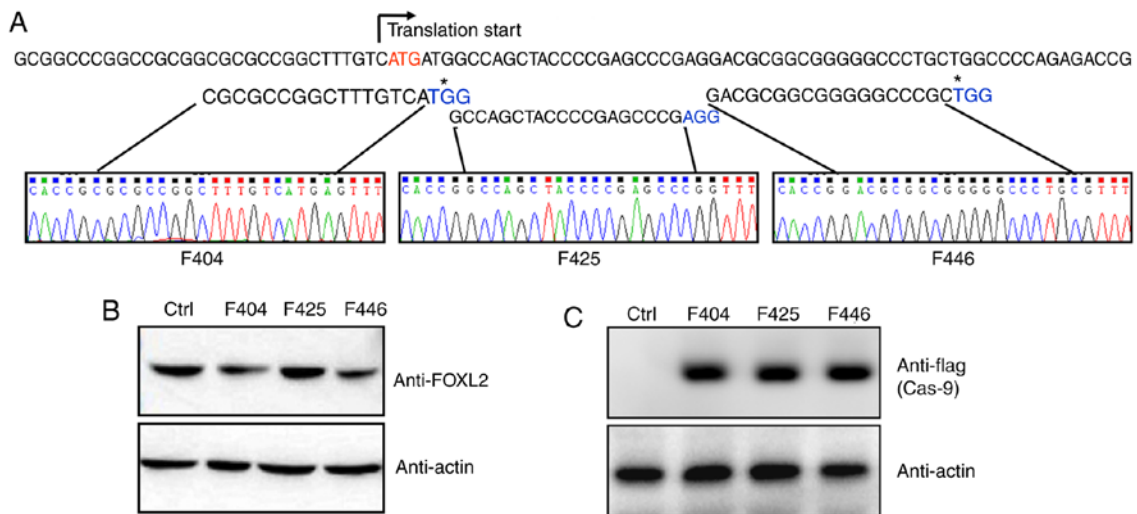 A
Translation start
GCGGCCCGGCCGCGGCGCGCCGGCTTTGTCATGATGGCCAGCTACCCCGAGCCCGAGGACGCGGCGGGGGCCCTGCTGGCCCCAGAGACCG
* *
CGCGCCGGCTTTGTCATGG
GACGCGGCGGGGGCCCGCTGG
GCCAGCTACCCCGAGCCCGAGG
CACCGCGCGCCGGCTTTGTCATGAGTTT
CACCGGCCAGCTACCCCGAGCCCGGTTT
CACCGGACGCGGCGGGGGCCCTGCGTTT
F404 F425 F446
B
Ctrl F404 F425 F446
Anti-FOXL2
Anti-actin
C
Ctrl F404 F425 F446
Anti-flag
(Cas-9)
Anti-actin